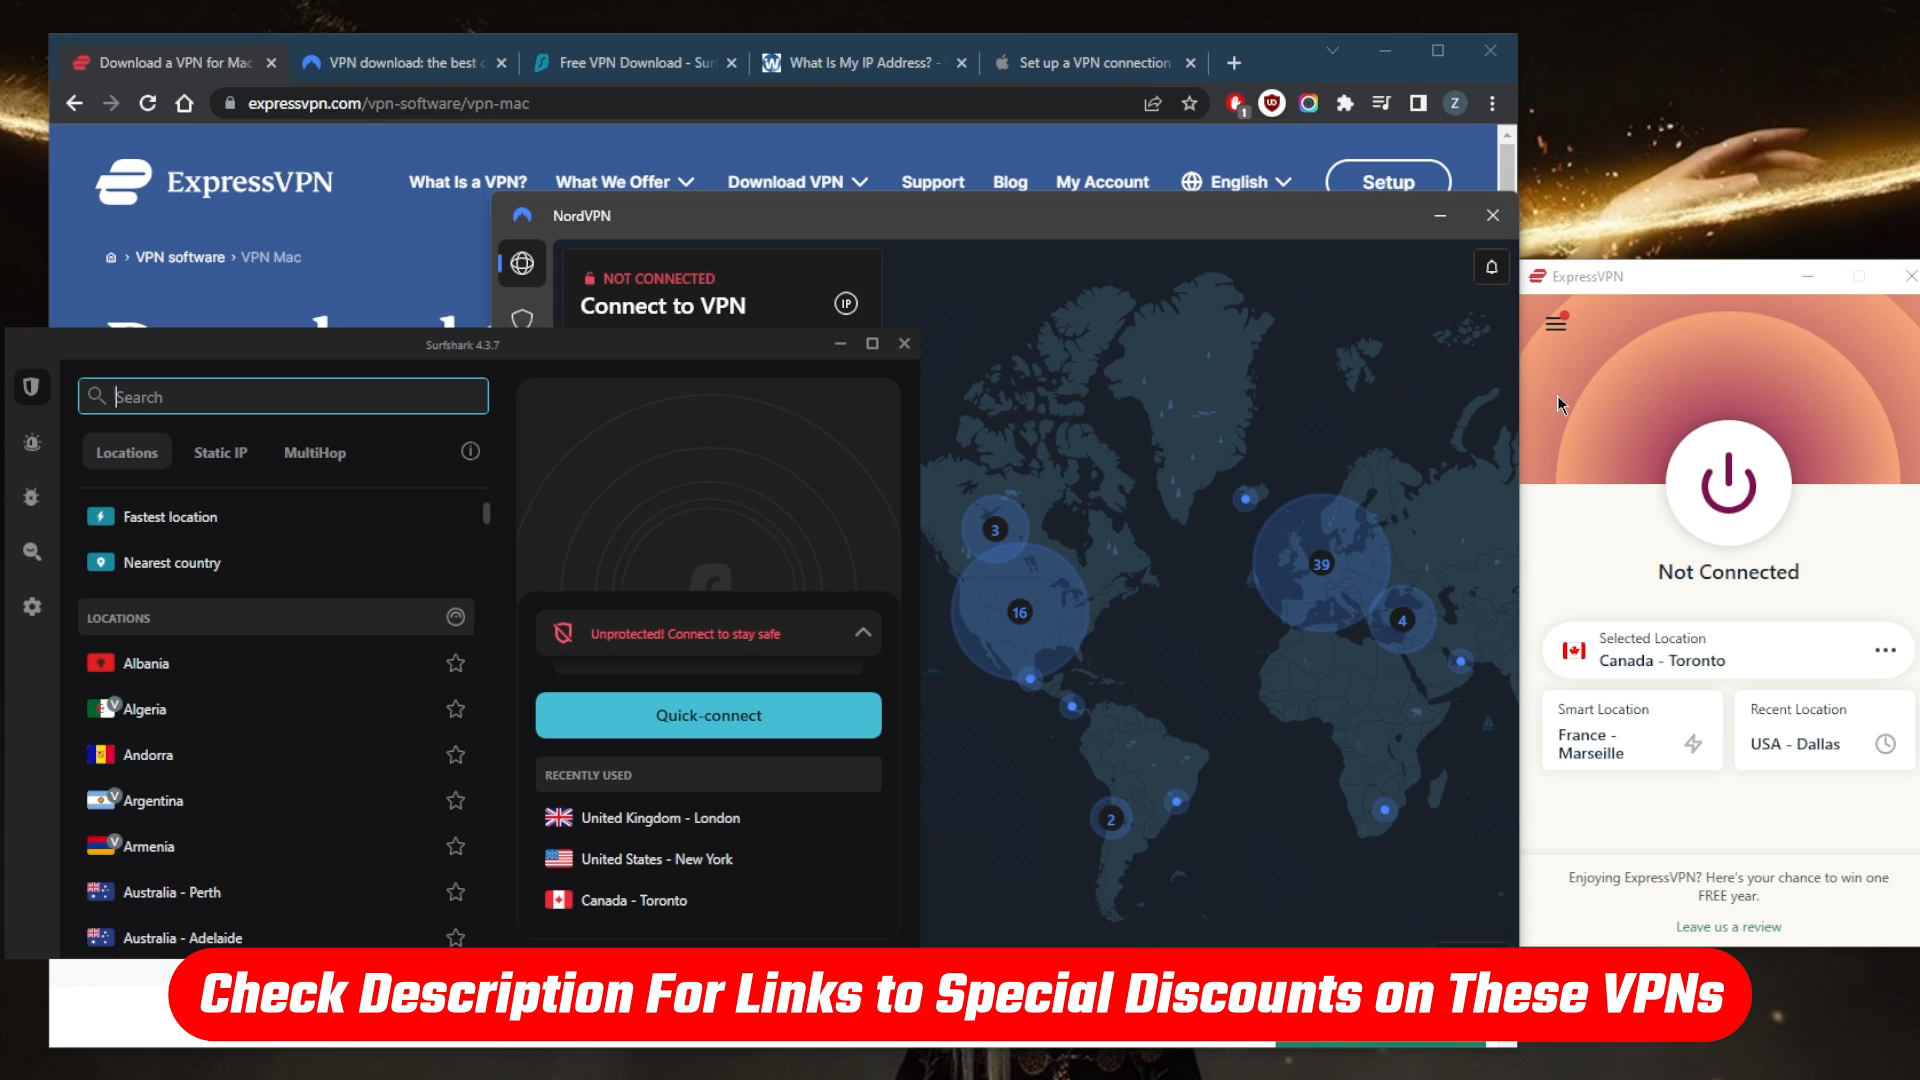 Download a VPN for Mac
VPN download: the best
Free VPN Download - Sur
What Is My IP Address? -
Set up a VPN connection
expressvpn.com/vpn-software/vpn-mac
1
Z
ExpressVPN
What Is a VPN?
What We Offer
Download VPN
Support
Blog
My Account
English
Setup
> VPN software > VPN Mac
NordVPN
NOT CONNECTED
Connect to VPN
IP
3
16
39
4
2
Surfshark 4.3.7
Search
Locations
Static IP
MultiHop
Fastest location
Nearest country
LOCATIONS
Albania
V
Algeria
Andorra
V
Argentina
V
Armenia
Australia - Perth
Australia - Adelaide
Unprotected! Connect to stay safe
Quick-connect
RECENTLY USED
United Kingdom - London
United States - New York
Canada - Toronto
ExpressVPN
Not Connected
Selected Location
Canada - Toronto
Smart Location
France -
Marseille
Recent Location
USA - Dallas
Enjoying ExpressVPN? Here's your chance to win one
FREE year.
Leave us a review
Check Description For Links to Special Discounts on These VPNs